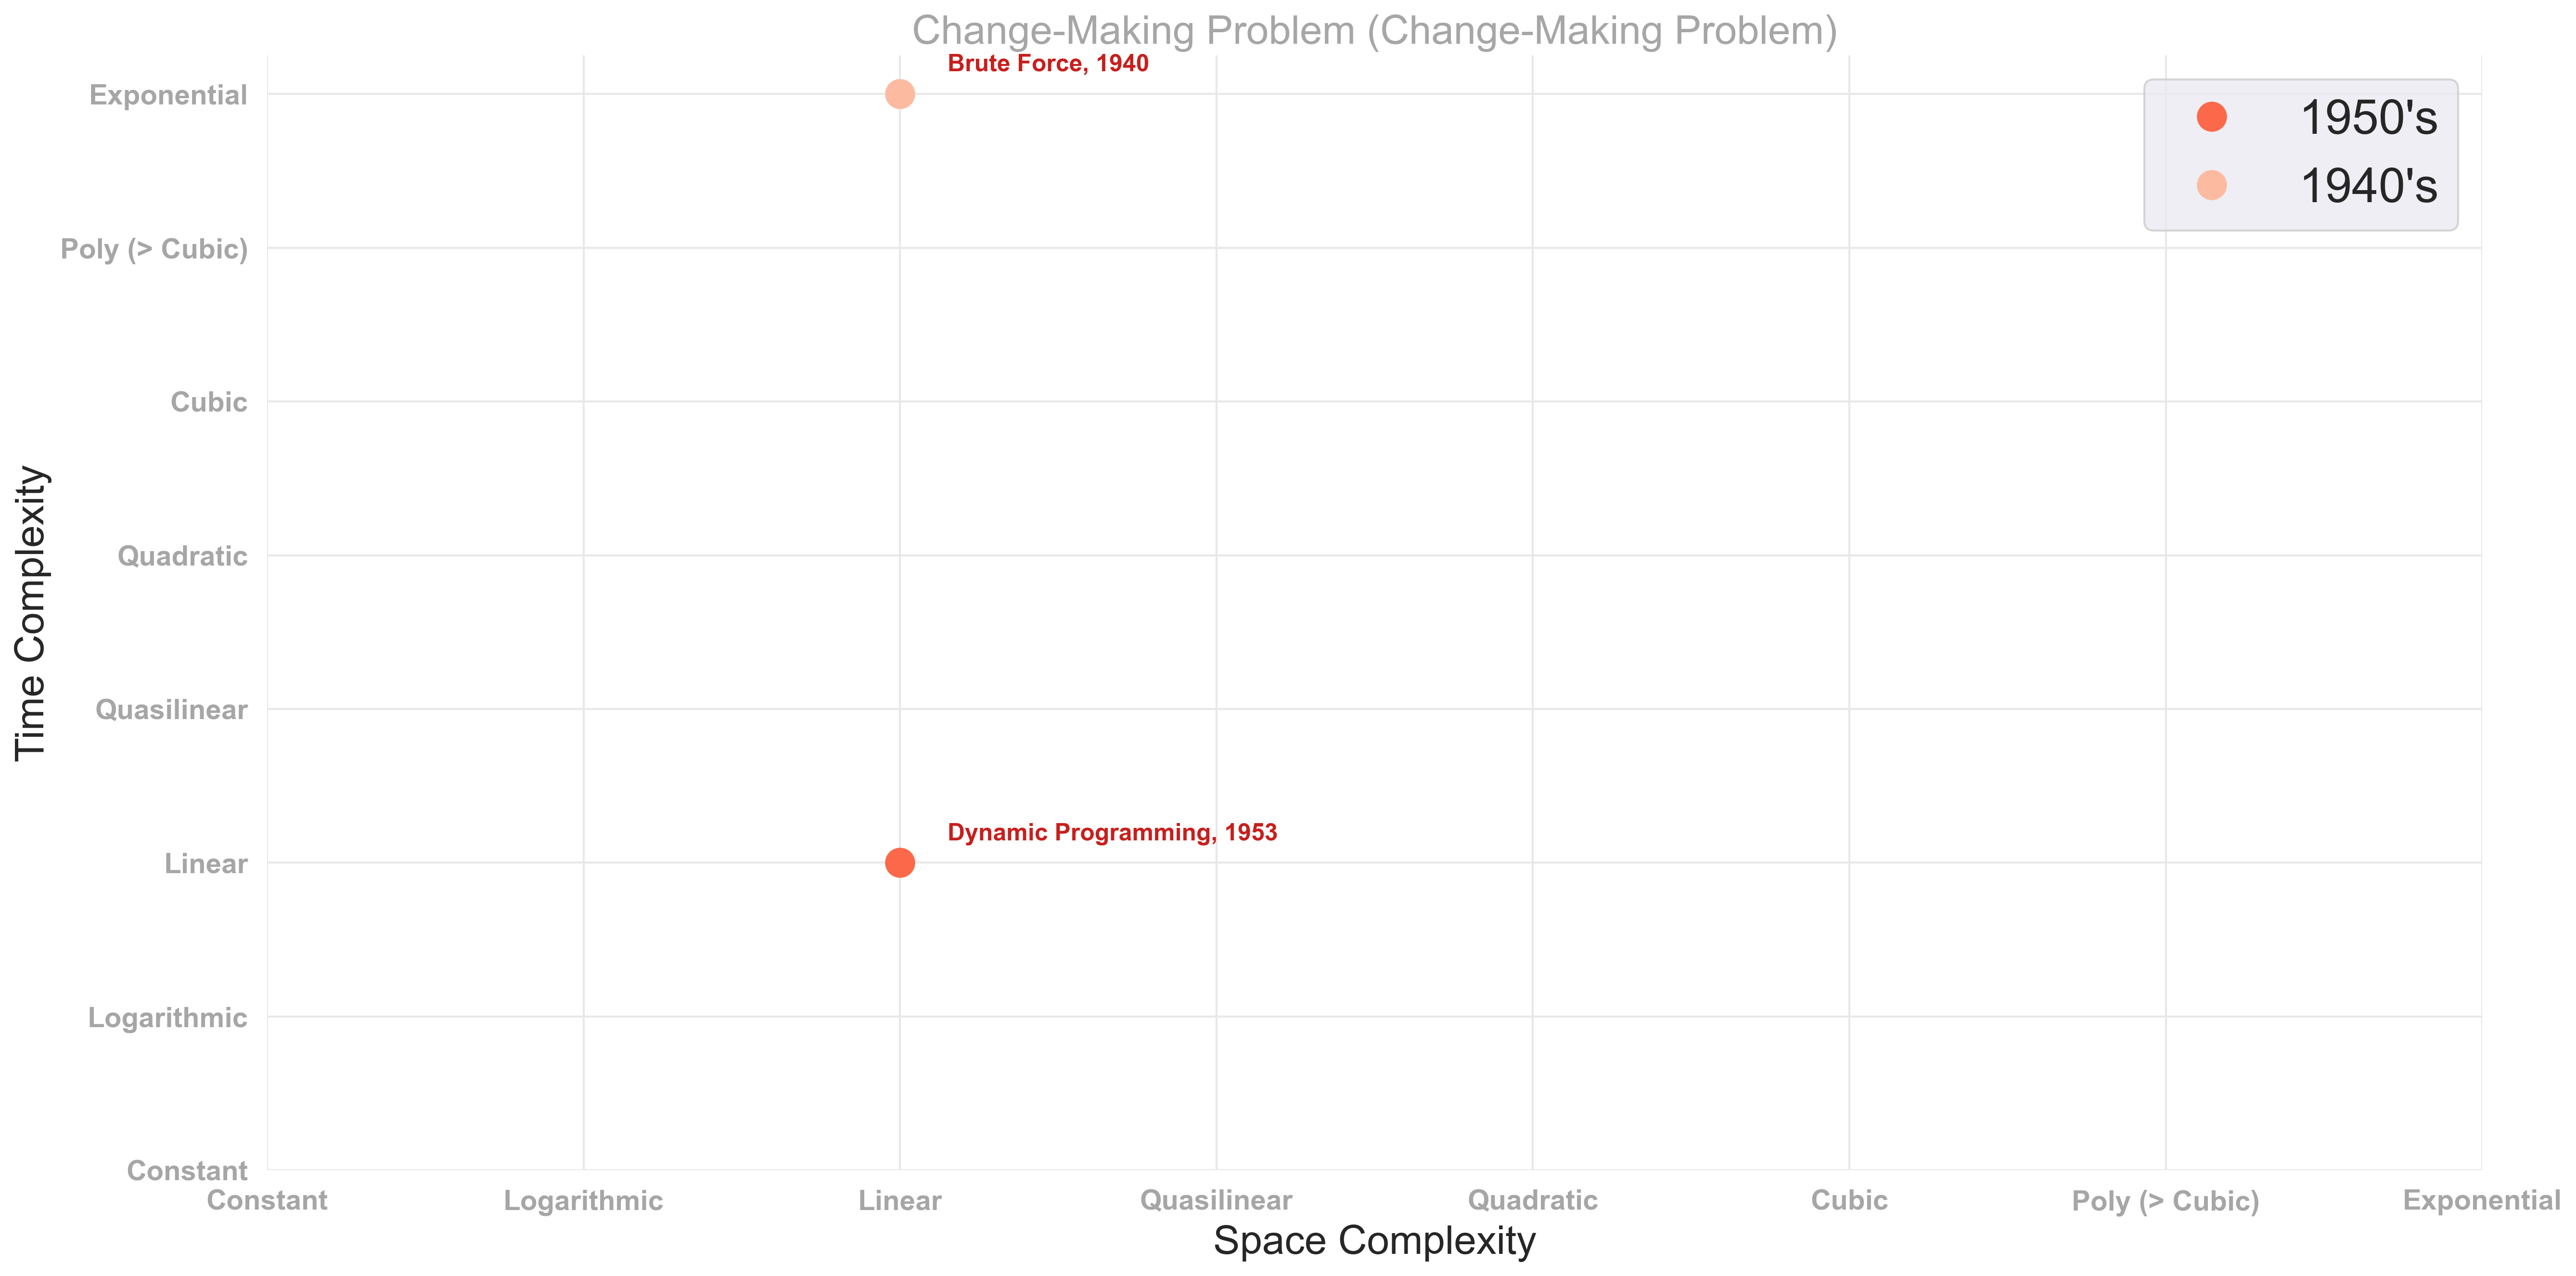 Change-Making Problem (Change-Making Problem)
Brute Force, 1940
1950's
1940's
Dynamic Programming, 1953
Time Complexity
Exponential
Poly (> Cubic)
Cubic
Quadratic
Quasilinear
Linear
Logarithmic
Constant
Constant
Logarithmic
Linear
Quasilinear
Quadratic
Cubic
Poly (> Cubic)
Exponential
Space Complexity